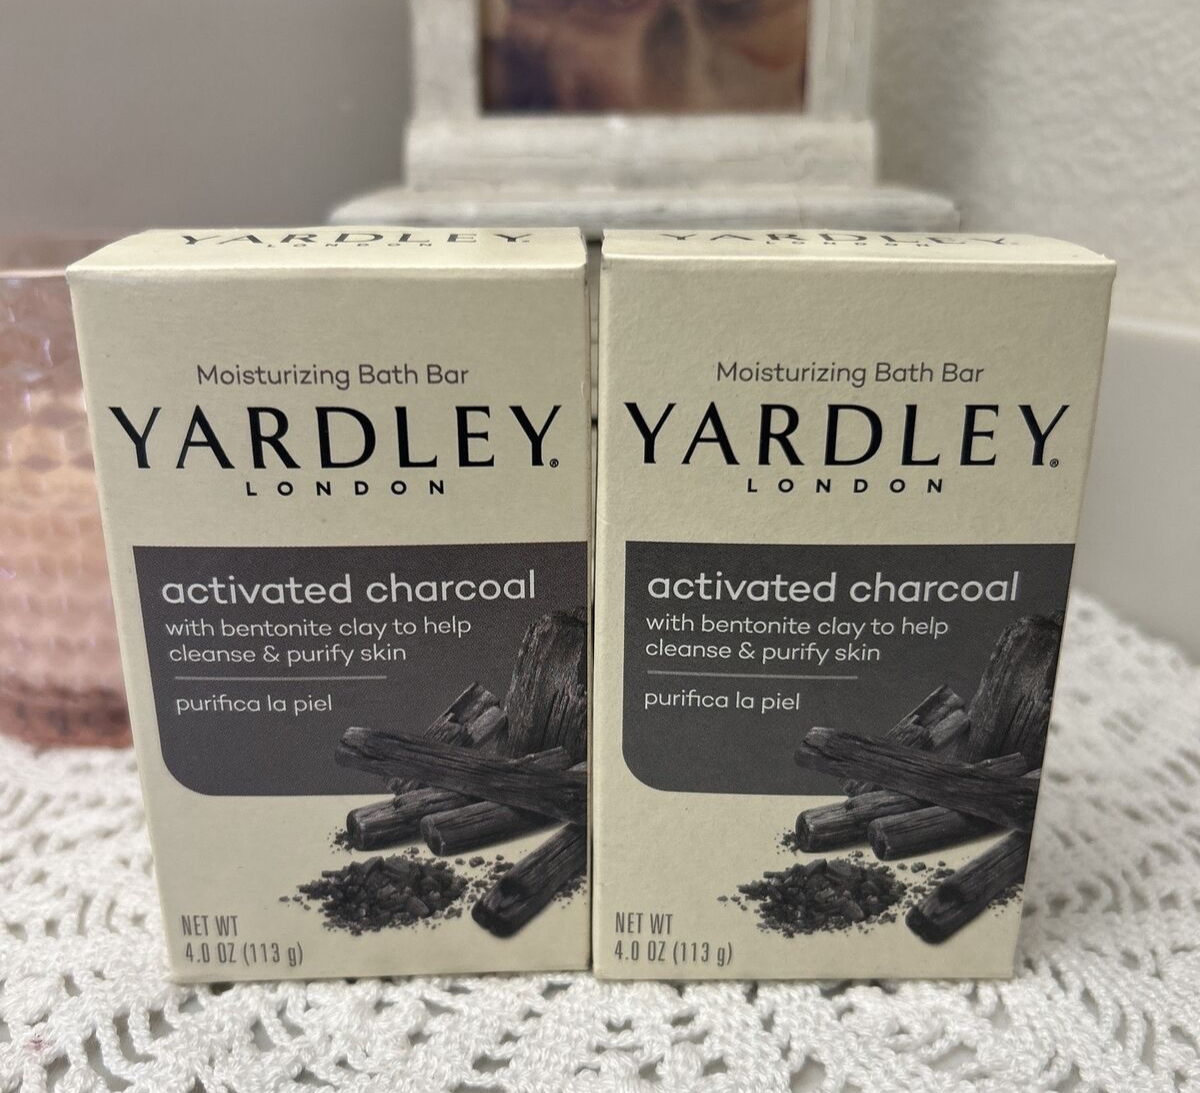 YARDLEY
LONDON
Moisturizing Bath Bar
YARDLEY®
LONDON
activated charcoal
with bentonite clay to help
cleanse & purify skin
purifica la piel
NET WT
4.0 OZ (113 g)
YARDLEY
LONDON
Moisturizing Bath Bar
YARDLEY®
LONDON
activated charcoal
with bentonite clay to help
cleanse & purify skin
purifica la piel
NET WT
4.0 OZ (113 g)